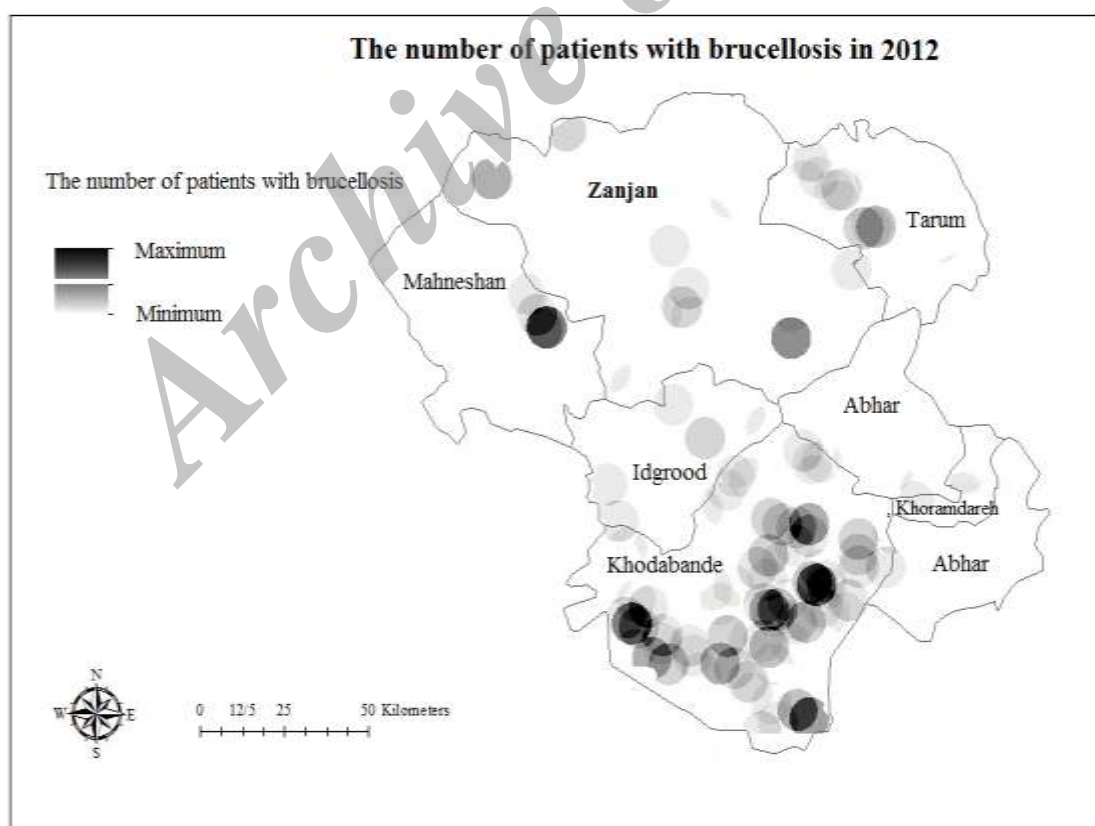 The number of patients with brucellosis in 2012
The number of patients with brucellosis
Maximum
Minimum
Zanjan
Tarum
Mahneshan
Abhar
Idgrood
Khoramdareh
Khodabande
Abhar
N
W E
S
0 12/5 25 50 Kilometers
Archive